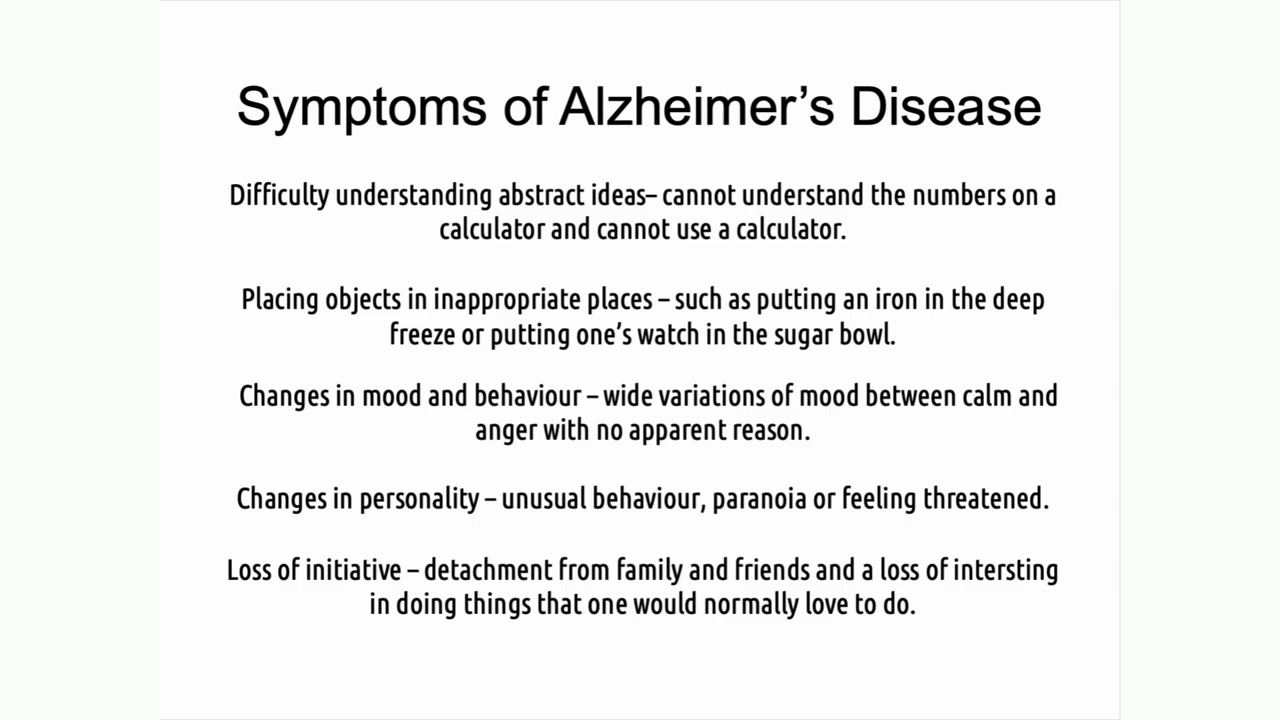 Symptoms of Alzheimer’s Disease
Difficulty understanding abstract ideas– cannot understand the numbers on a
calculator and cannot use a calculator.
Placing objects in inappropriate places – such as putting an iron in the deep
freeze or putting one’s watch in the sugar bowl.
Changes in mood and behaviour – wide variations of mood between calm and
anger with no apparent reason.
Changes in personality – unusual behaviour, paranoia or feeling threatened.
Loss of initiative – detachment from family and friends and a loss of intersting
in doing things that one would normally love to do.